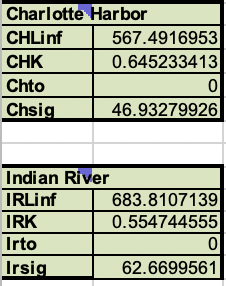 Charlotte Harbor
CHLinf 567.4916953
CHK 0.645233413
Chto 0
Chsig 46.93279926
Indian River
IRLinf 683.8107139
IRK 0.554744555
Irto 0
Irsig 62.6699561